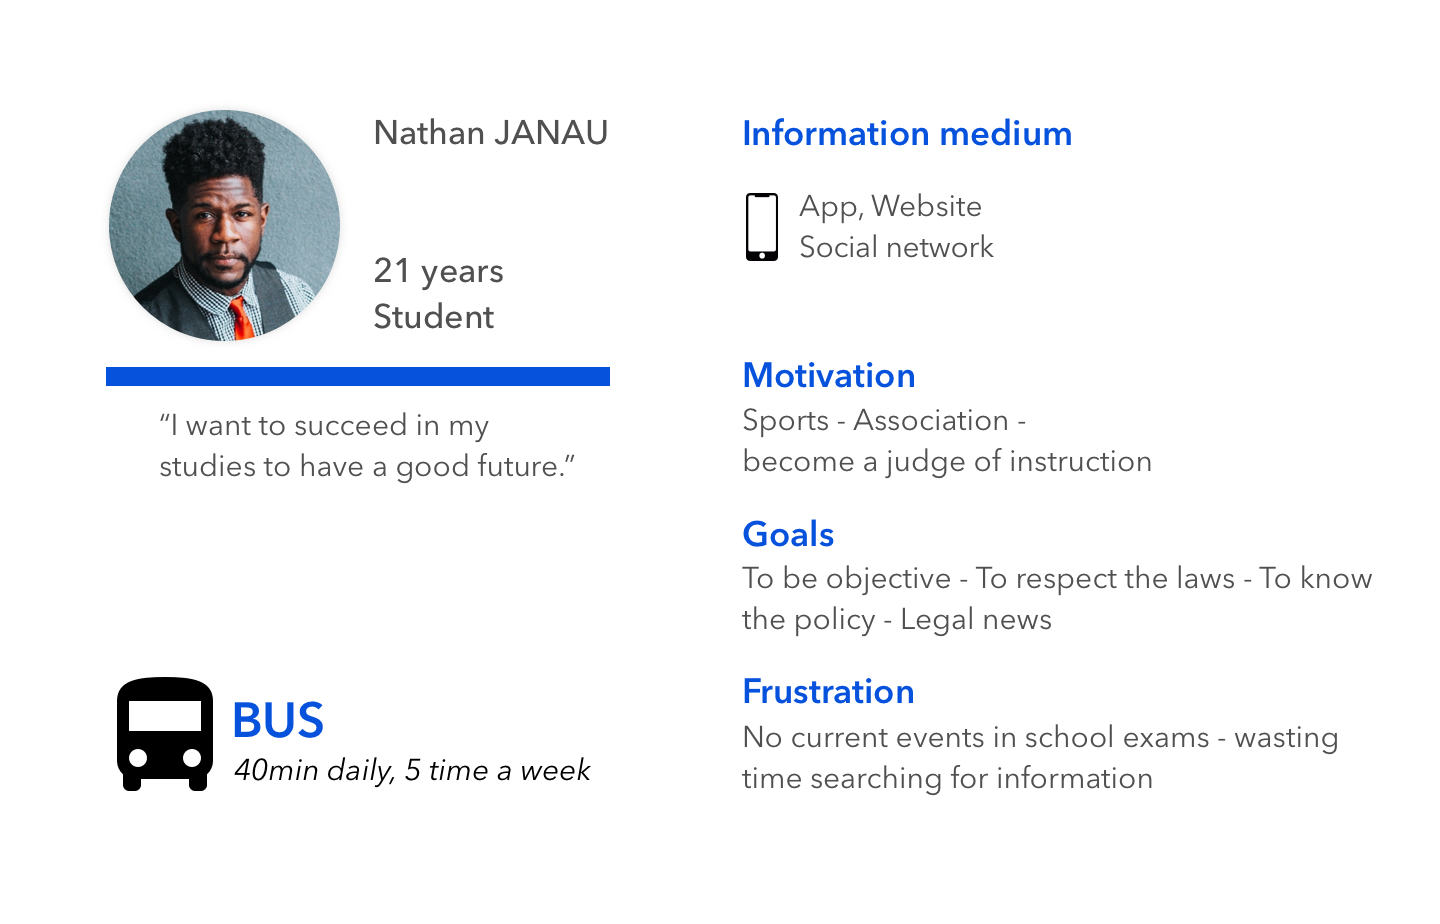 Nathan JANAU
21 years
Student
“I want to succeed in my
studies to have a good future.”
BUS
40min daily, 5 time a week
Information medium
App, Website
Social network
Motivation
Sports - Association -
become a judge of instruction
Goals
To be objective - To respect the laws - To know
the policy - Legal news
Frustration
No current events in school exams - wasting
time searching for information